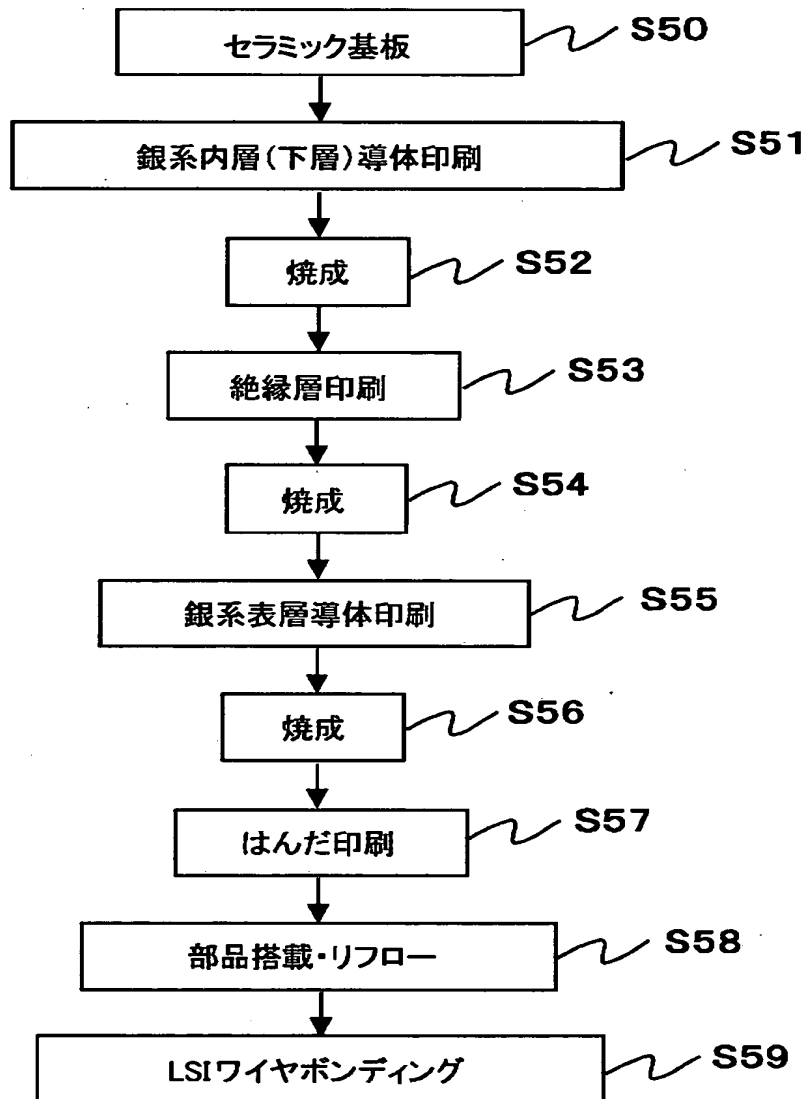 セラミック基板 S50
銀系内層(下層)導体印刷 S51
焼成 S52
絶縁層印刷 S53
焼成 S54
銀系表層導体印刷 S55
焼成 S56
はんだ印刷 S57
部品搭載・リフロー S58
LSIワイヤボンディング S59